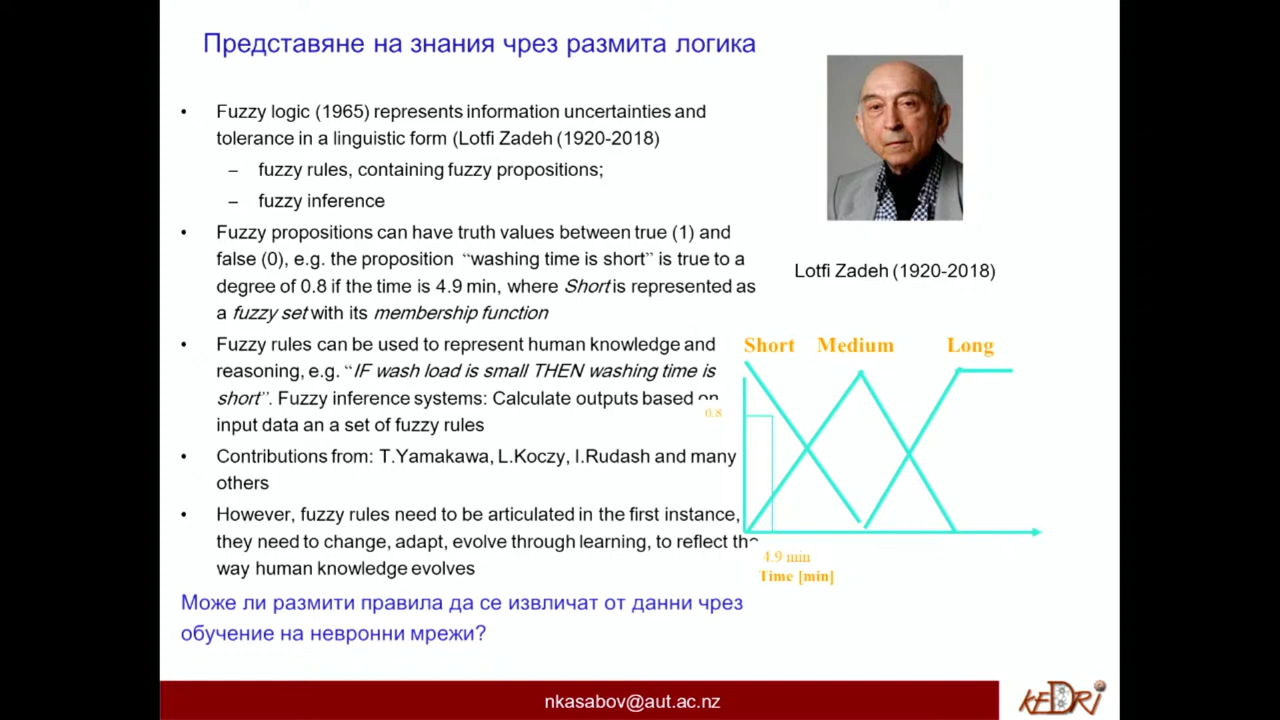 Представяне на знания чрез размита логика
• Fuzzy logic (1965) represents information uncertainties and
tolerance in a linguistic form (Lotfi Zadeh (1920-2018)
– fuzzy rules, containing fuzzy propositions;
– fuzzy inference
• Fuzzy propositions can have truth values between true (1) and
false (0), e.g. the proposition “washing time is short” is true to a
degree of 0.8 if the time is 4.9 min, where Short is represented as
a fuzzy set with its membership function
• Fuzzy rules can be used to represent human knowledge and
reasoning, e.g. “IF wash load is small THEN washing time is
short”. Fuzzy inference systems: Calculate outputs based on
input data an a set of fuzzy rules
• Contributions from: T.Yamakawa, L.Koczy, I.Rudash and many
others
• However, fuzzy rules need to be articulated in the first instance,
they need to change, adapt, evolve through learning, to reflect the
way human knowledge evolves
Може ли размити правила да се извличат от данни чрез
обучение на невронни мрежи?
Lotfi Zadeh (1920-2018)
Short Medium Long
0.8
4.9 min
Time [min]
nkasabov@aut.ac.nz
KEDRI